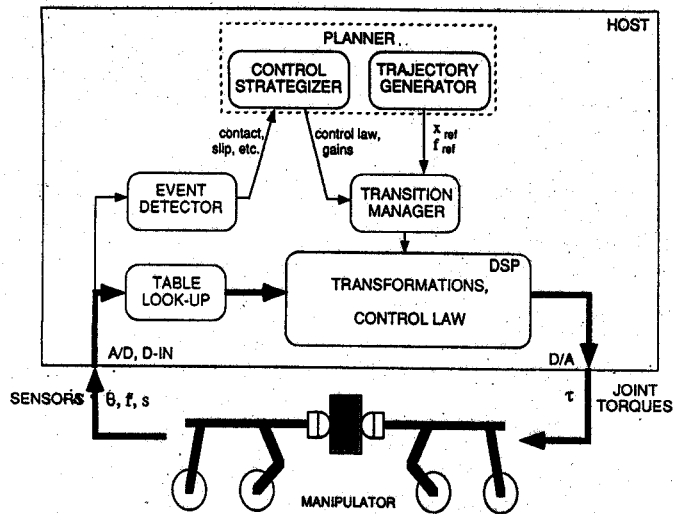 HOST
PLANNER
CONTROL
STRATEGIZER
TRAJECTORY
GENERATOR
contact,
slip, etc.
control law,
gains
x ref
f ref
EVENT
DETECTOR
TRANSITION
MANAGER
DSP
TABLE
LOOK-UP
TRANSFORMATIONS,
CONTROL LAW
A/D, D-IN
D/A
SENSORS
θ, f, s
τ
JOINT
TORQUES
MANIPULATOR